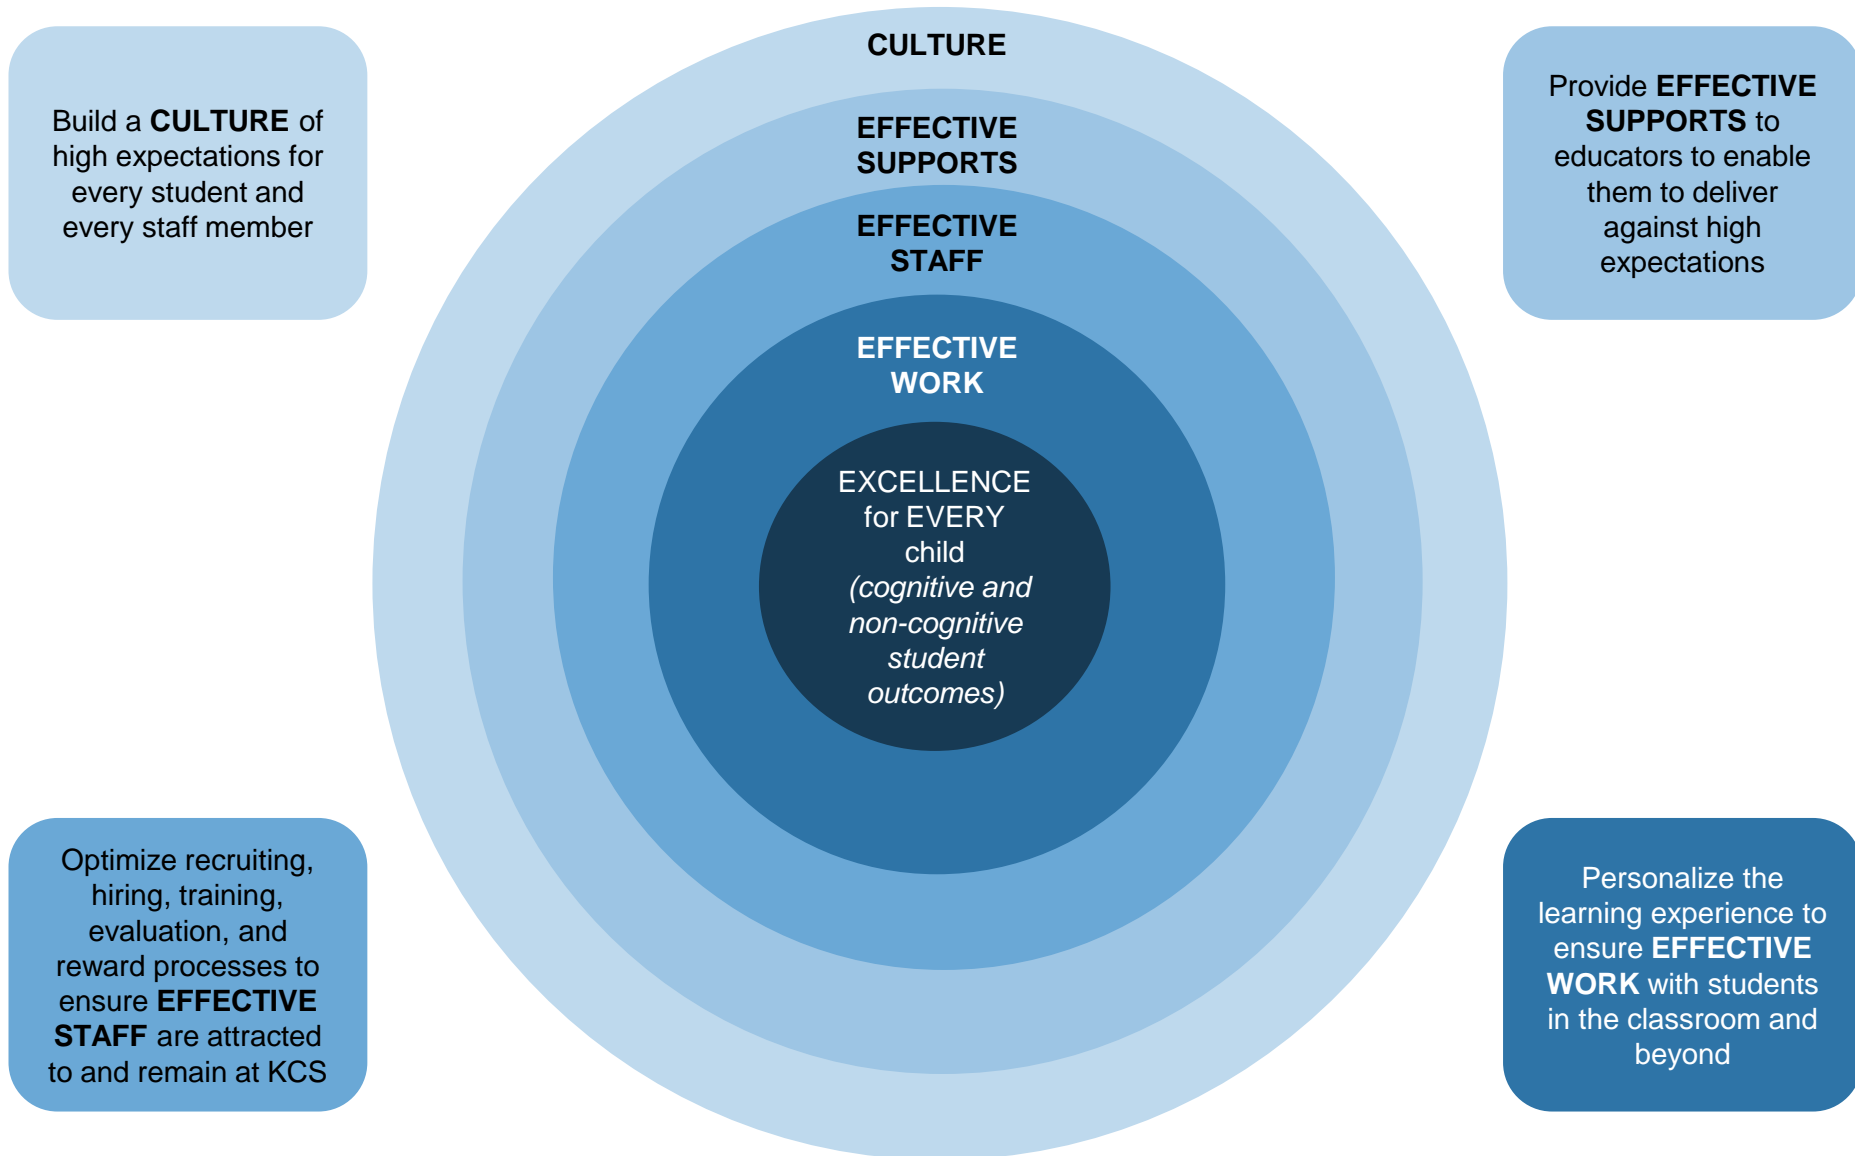 CULTURE
Build a CULTURE of
high expectations for
every student and
every staff member
Provide EFFECTIVE
SUPPORTS to
educators to enable
them to deliver
against high
expectations
EFFECTIVE
SUPPORTS
EFFECTIVE
STAFF
EFFECTIVE
WORK
EXCELLENCE
for EVERY
child
(cognitive and
non-cognitive
student
outcomes)
Optimize recruiting,
hiring, training,
evaluation, and
reward processes to
ensure EFFECTIVE
STAFF are attracted
to and remain at KCS
Personalize the
learning experience to
ensure EFFECTIVE
WORK with students
in the classroom and
beyond